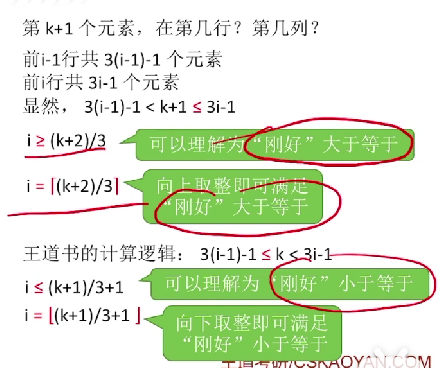 第 k+1 个元素，在第几行？第几列？
前i-1行共 3(i-1)-1 个元素
前i行共 3i-1 个元素
显然， 3(i-1)-1 < k+1 ≤ 3i-1
i ≥ (k+2)/3
可以理解为“刚好”大于等于
i = ⌈(k+2)/3⌉
向上取整即可满足
“刚好”大于等于
王道书的计算逻辑： 3(i-1)-1 ≤ k < 3i-1
i ≤ (k+1)/3+1
可以理解为“刚好”小于等于
i = ⌊(k+1)/3+1⌋
向下取整即可满足
“刚好”小于等于
王道考研/CSKAOYAN.COM